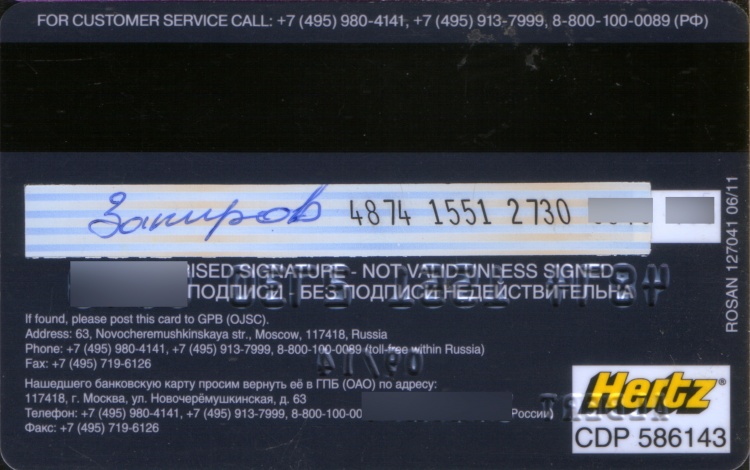 FOR CUSTOMER SERVICE CALL: +7 (495) 980-4141, +7 (495) 913-7999, 8-800-100-0089 (РФ)
Закиров 4874 1551 2730
ISED SIGNATURE - NOT VALID UNLESS SIGNED
ПОДПИСИ БЕЗ ПОДПИСИ НЕДЕЙСТВИТЕЛЬНА
If found, please post this card to GPB (OJSC).
Address: 63, Novocheremushkinskaya str., Moscow, 117418, Russia
Phone: +7 (495) 980-4141, +7 (495) 913-7999, 8-800-100-0089 (toll-free within Russia)
Fax: +7 (495) 719-6126
09/14
Нашедшего банковскую карту просим вернуть её в ГПБ (ОАО) по адресу:
117418, г. Москва, ул. Новочерёмушкинская, д. 63
Телефон: +7 (495) 980-4141, +7 (495) 913-7999, 8-800-100-00 России)
Факс: +7 (495) 719-6126
Hertz®
CDP 586143
ROSAN 127041 06/11